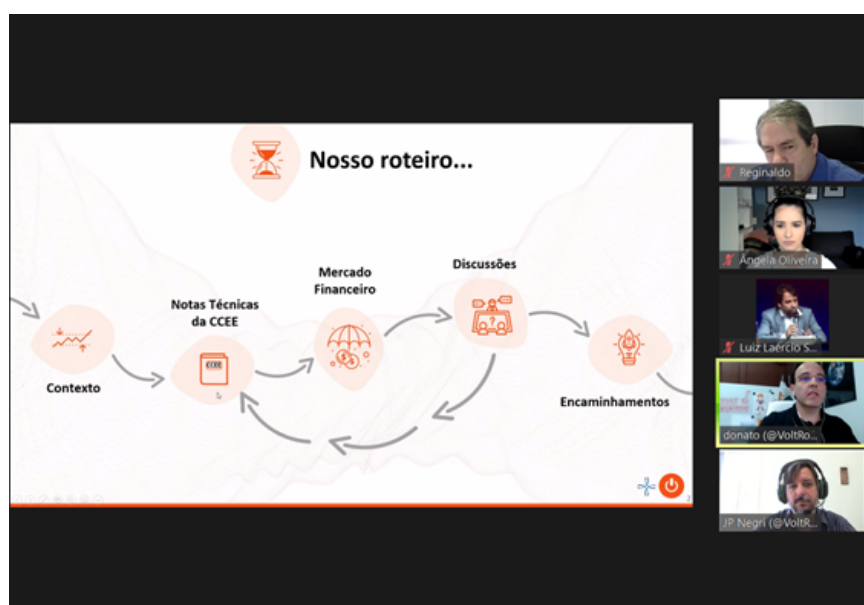 Nosso roteiro...
Contexto
Notas Técnicas
da CCEE
CCEE
Mercado
Financeiro
Discussões
Encaminhamentos
2
Reginaldo
Ângela Oliveira
Luiz Laércio S...
donato (@VoltRo...
JP Negri (@VoltR...